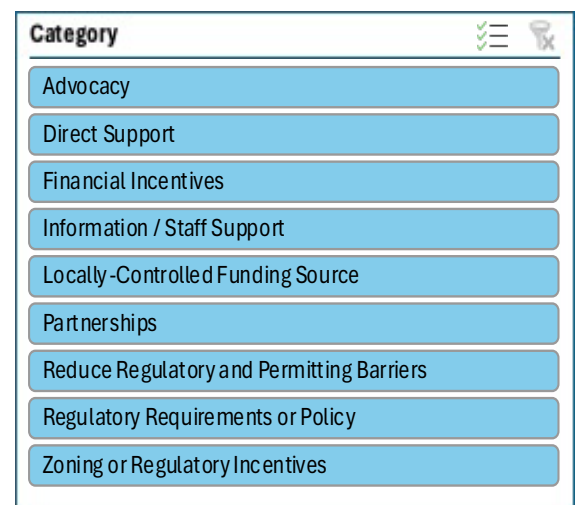 Category
Advocacy
Direct Support
Financial Incentives
Information / Staff Support
Locally-Controlled Funding Source
Partnerships
Reduce Regulatory and Permitting Barriers
Regulatory Requirements or Policy
Zoning or Regulatory Incentives